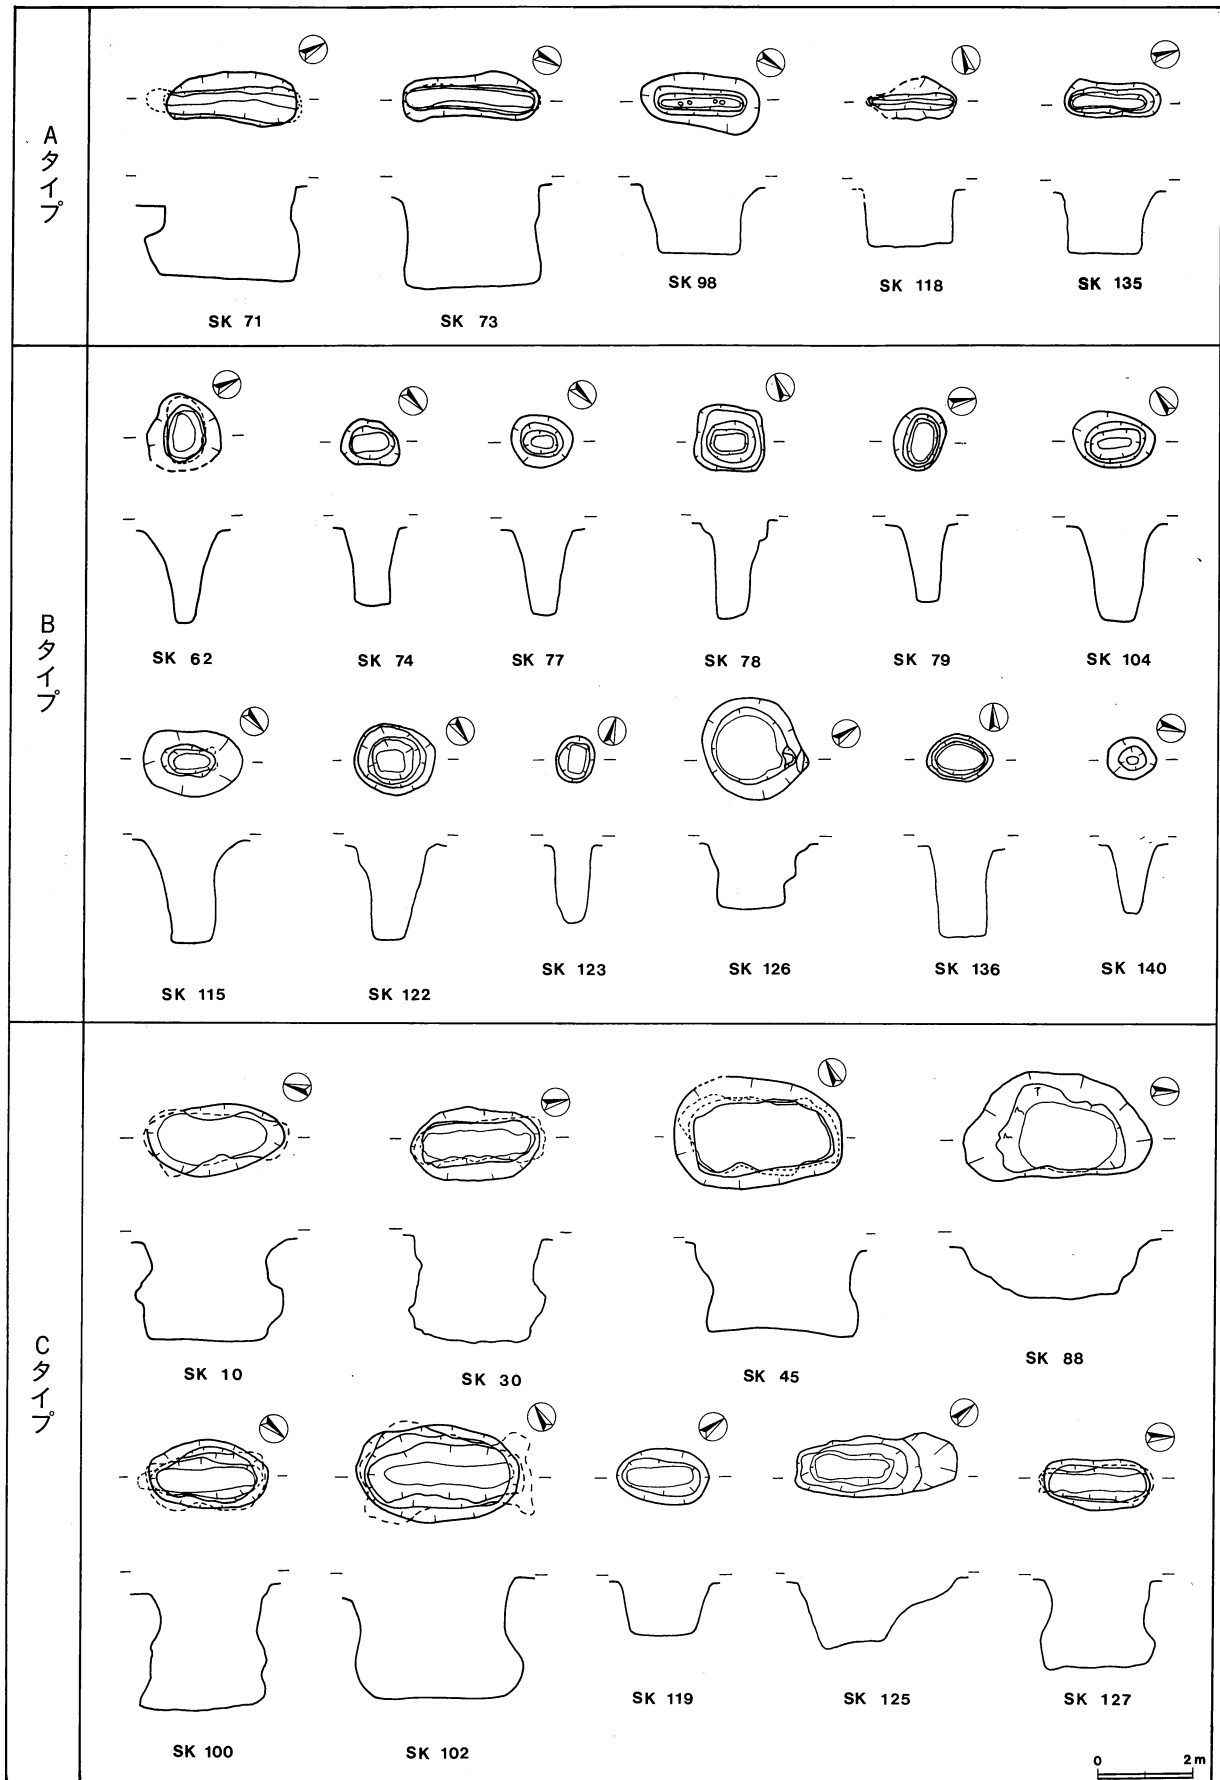 Aタイプ
SK 71
SK 73
SK 98
SK 118
SK 135
Bタイプ
SK 62
SK 74
SK 77
SK 78
SK 79
SK 104
SK 115
SK 122
SK 123
SK 126
SK 136
SK 140
Cタイプ
SK 10
SK 30
SK 45
SK 88
SK 100
SK 102
SK 119
SK 125
SK 127
0 2m